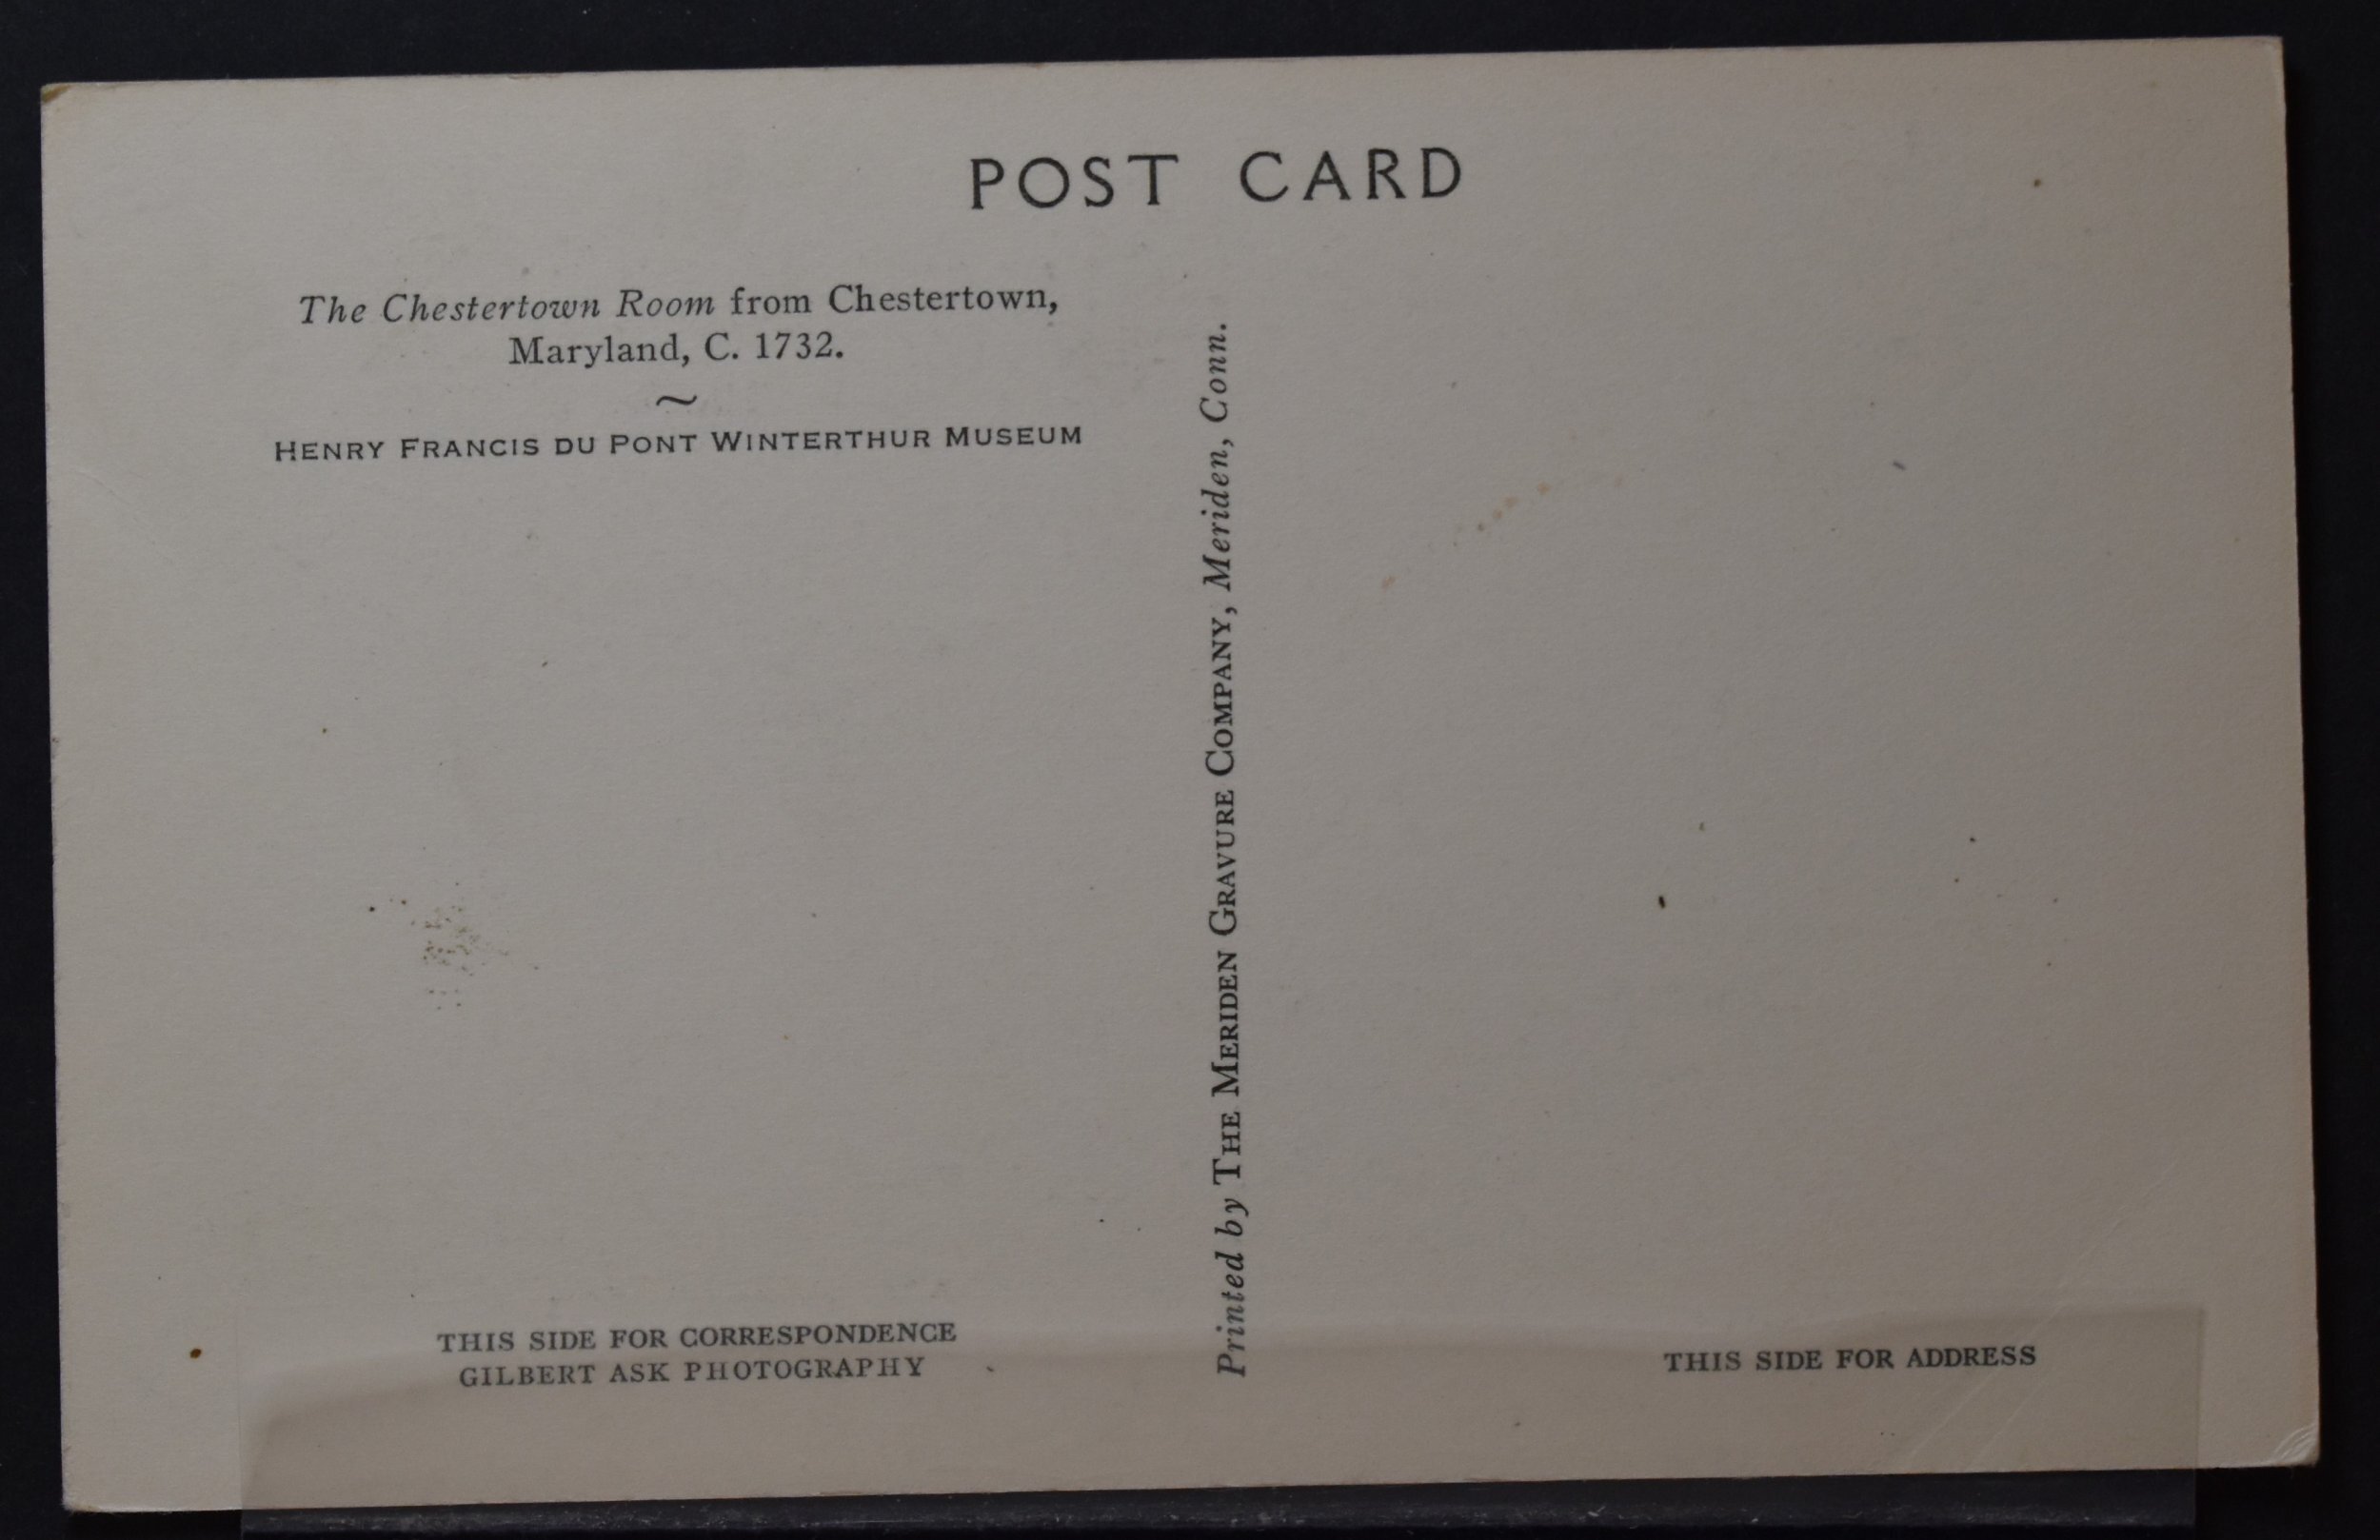 POST CARD
The Chestertown Room from Chestertown,
Maryland, C. 1732.
~
HENRY FRANCIS DU PONT WINTERTHUR MUSEUM
Printed by THE MERIDEN GRAVURE COMPANY, Meriden, Conn.
THIS SIDE FOR CORRESPONDENCE
GILBERT ASK PHOTOGRAPHY
THIS SIDE FOR ADDRESS